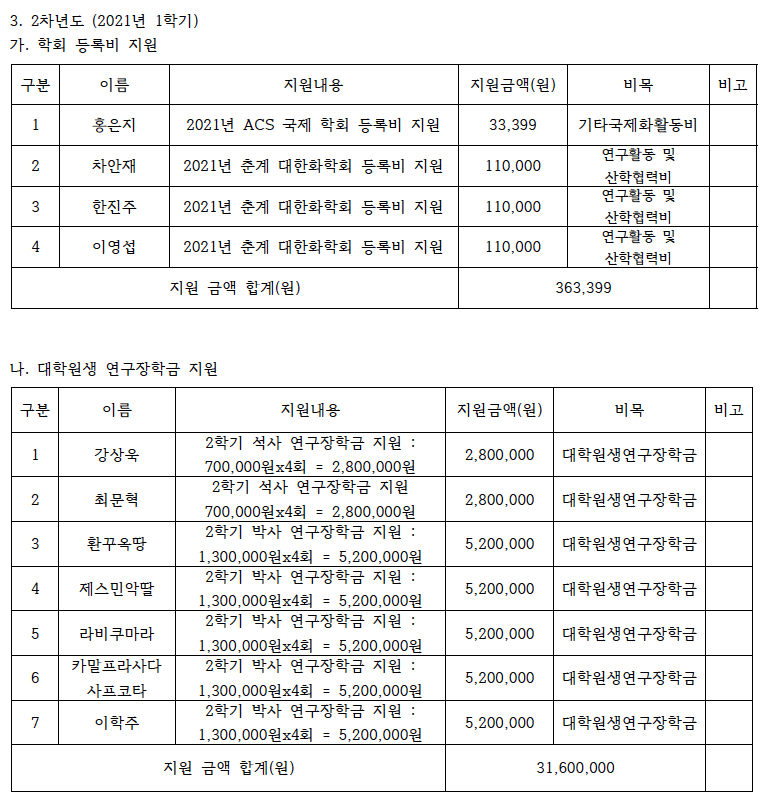 3. 2차년도 (2021년 1학기)
가. 학회 등록비 지원
구분 이름 지원내용 지원금액(원) 비목 비고
1 홍은지 2021년 ACS 국제 학회 등록비 지원 33,399 기타국제화활동비
2 차안재 2021년 춘계 대한화학회 등록비 지원 110,000 연구활동 및
산학협력비
3 한진주 2021년 춘계 대한화학회 등록비 지원 110,000 연구활동 및
산학협력비
4 이영섭 2021년 춘계 대한화학회 등록비 지원 110,000 연구활동 및
산학협력비
지원 금액 합계(원) 363,399
나. 대학원생 연구장학금 지원
구분 이름 지원내용 지원금액(원) 비목 비고
1 강상욱 2학기 석사 연구장학금 지원 :
700,000원x4회 = 2,800,000원 2,800,000 대학원생연구장학금
2 최문혁 2학기 석사 연구장학금 지원
700,000원x4회 = 2,800,000원 2,800,000 대학원생연구장학금
3 환꾸옥땅 2학기 박사 연구장학금 지원 :
1,300,000원x4회 = 5,200,000원 5,200,000 대학원생연구장학금
4 제스민악딸 2학기 박사 연구장학금 지원 :
1,300,000원x4회 = 5,200,000원 5,200,000 대학원생연구장학금
5 라비쿠마라 2학기 박사 연구장학금 지원 :
1,300,000원x4회 = 5,200,000원 5,200,000 대학원생연구장학금
6 카말프라사다
사프코타 2학기 박사 연구장학금 지원 :
1,300,000원x4회 = 5,200,000원 5,200,000 대학원생연구장학금
7 이학주 2학기 박사 연구장학금 지원 :
1,300,000원x4회 = 5,200,000원 5,200,000 대학원생연구장학금
지원 금액 합계(원) 31,600,000